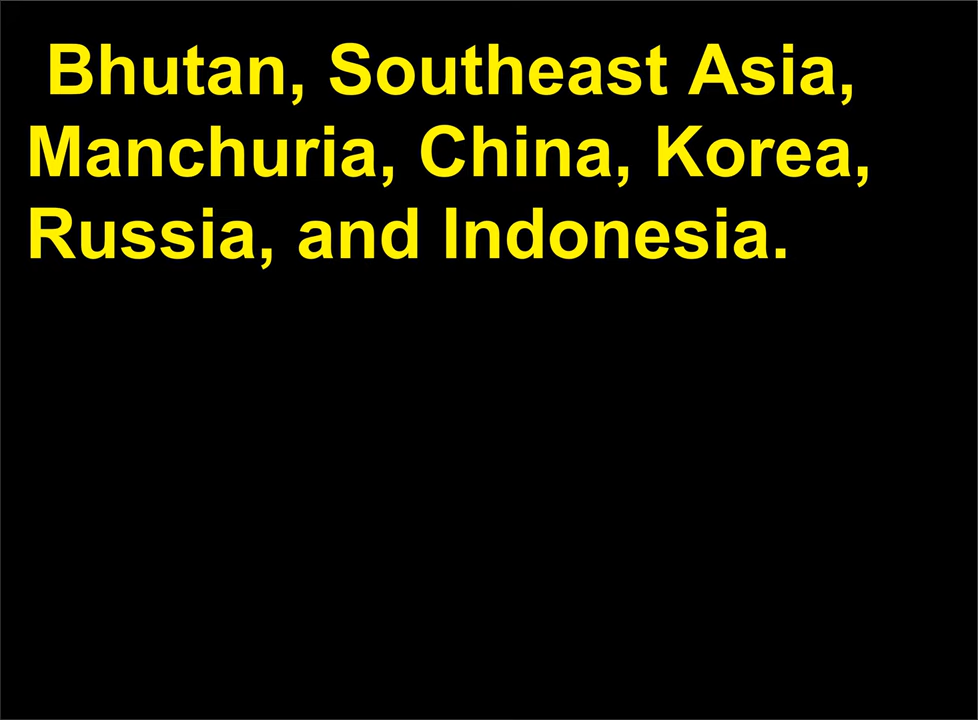 Bhutan, Southeast Asia,
Manchuria, China, Korea,
Russia, and Indonesia.